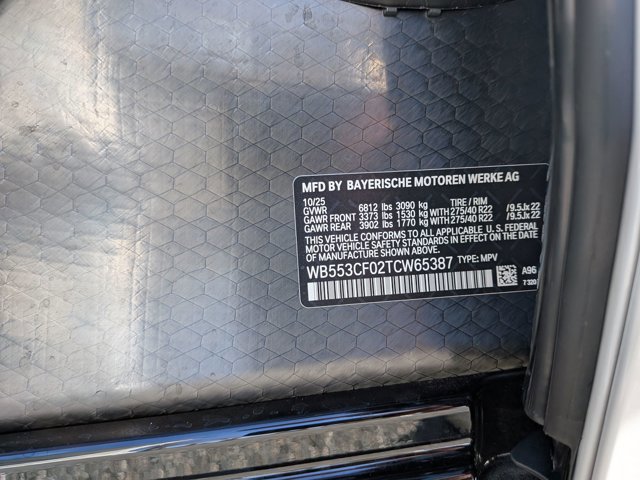 MFD BY BAYERISCHE MOTOREN WERKE AG
10/25 TIRE / RIM
GVWR 6812 lbs 3090 kg
GAWR FRONT 3373 lbs 1530 kg WITH 275/40 R22 /9.5Jx22
GAWR REAR 3902 lbs 1770 kg WITH 275/40 R22 /9.5Jx22
THIS VEHICLE CONFORMS TO ALL APPLICABLE U. S. FEDERAL
MOTOR VEHICLE SAFETY STANDARDS IN EFFECT ON THE DATE
OF MANUFACTURE SHOWN ABOVE.
WB553CF02TCW65387 TYPE: MPV
A96
7 320